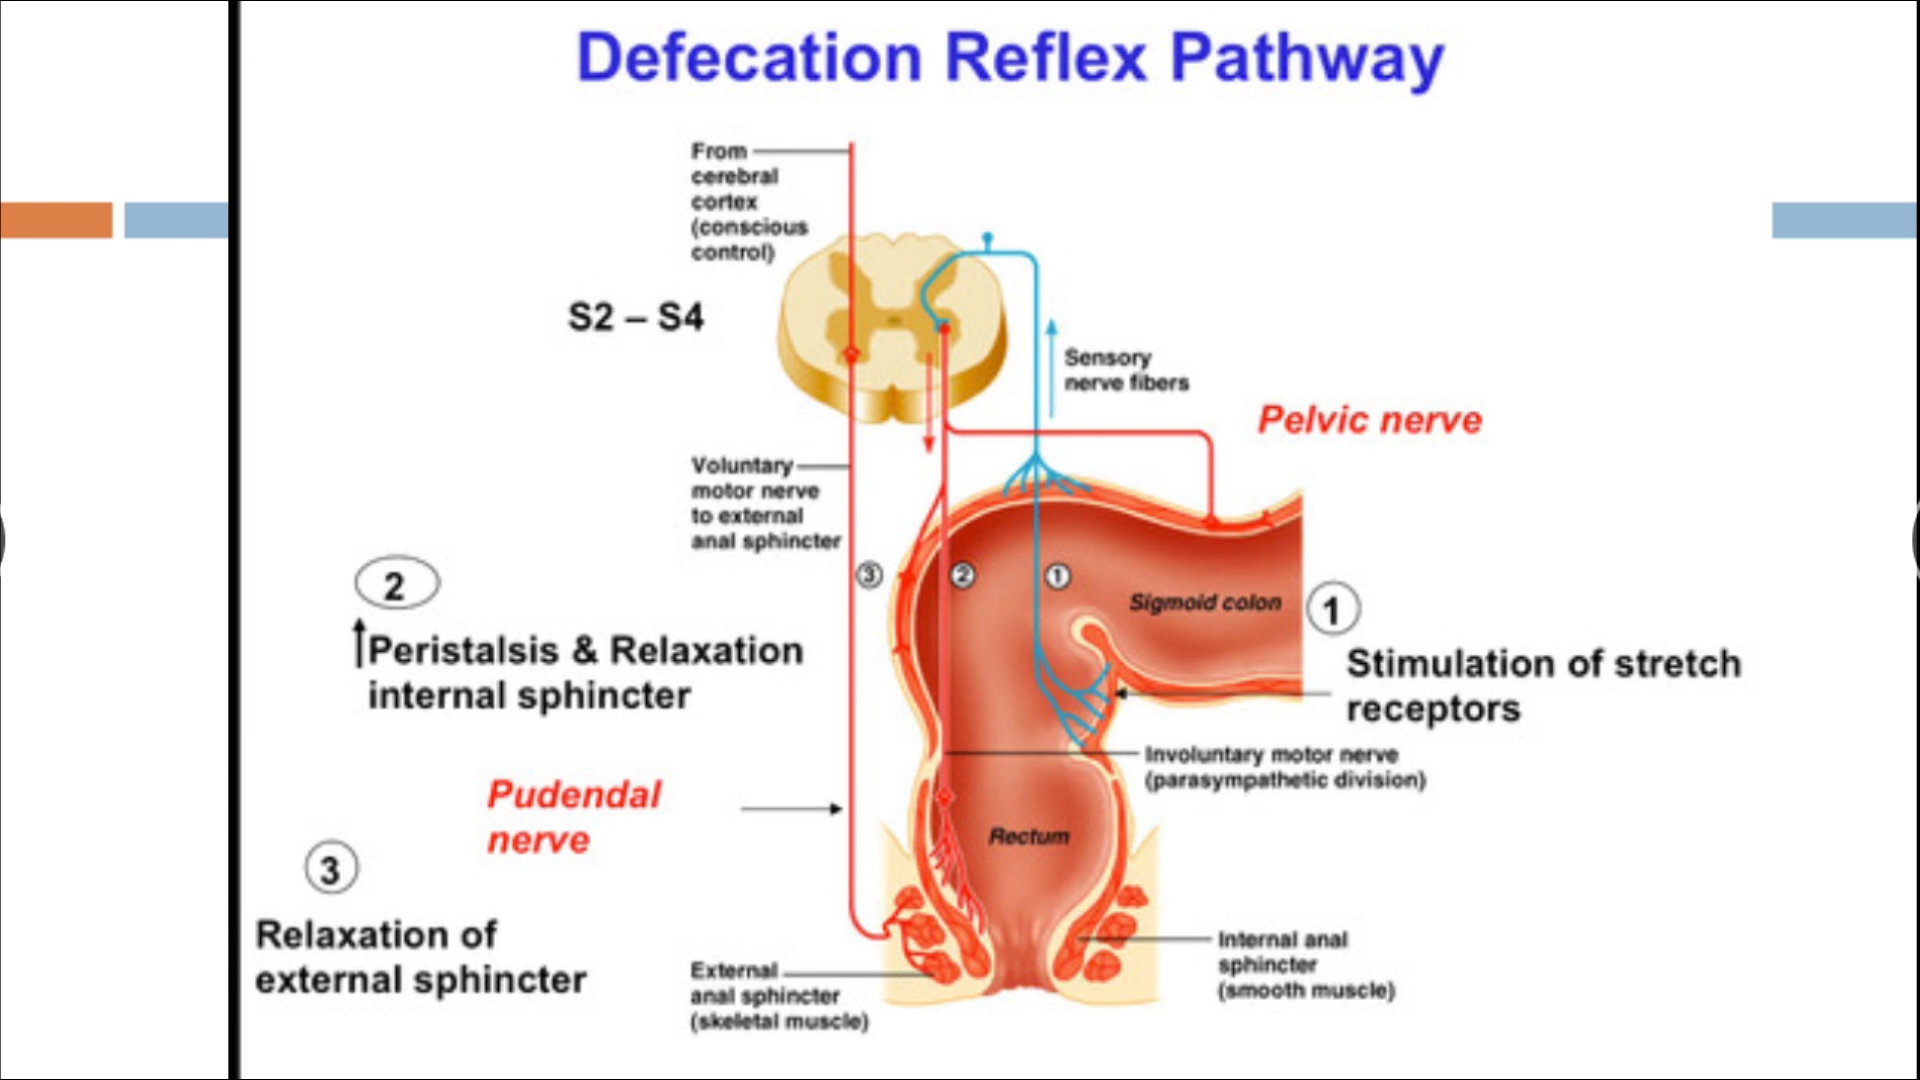 Defecation Reflex Pathway
From
cerebral
cortex
(conscious
control)
S2 – S4
Sensory
nerve fibers
Pelvic nerve
Voluntary
motor nerve
to external
anal sphincter
3
2
1
Sigmoid colon
1
Stimulation of stretch
receptors
2
↑Peristalsis & Relaxation
internal sphincter
Involuntary motor nerve
(parasympathetic division)
Pudendal
nerve
Rectum
3
Relaxation of
external sphincter
External
anal sphincter
(skeletal muscle)
Internal anal
sphincter
(smooth muscle)